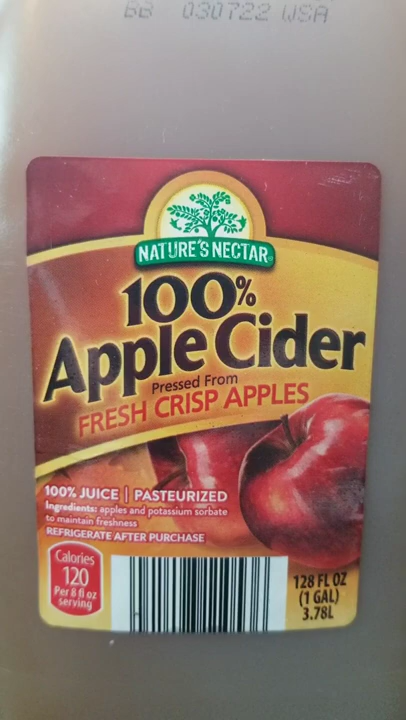 BB 030722 WSA
NATURE'S NECTAR®
100%
Apple Cider
Pressed From
FRESH CRISP APPLES
100% JUICE | PASTEURIZED
Ingredients: apples and potassium sorbate
to maintain freshness
REFRIGERATE AFTER PURCHASE
Calories
120
Per 8 fl oz
serving
128 FL OZ
(1 GAL)
3.78L